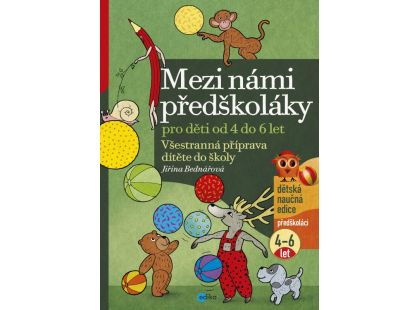 Mezi námi
předškoláky
pro děti od 4 do 6 let
Všestranná příprava
dítěte do školy
Jiřina Bednářová
dětská
naučná
edice
předškoláci
4–6
let
edika